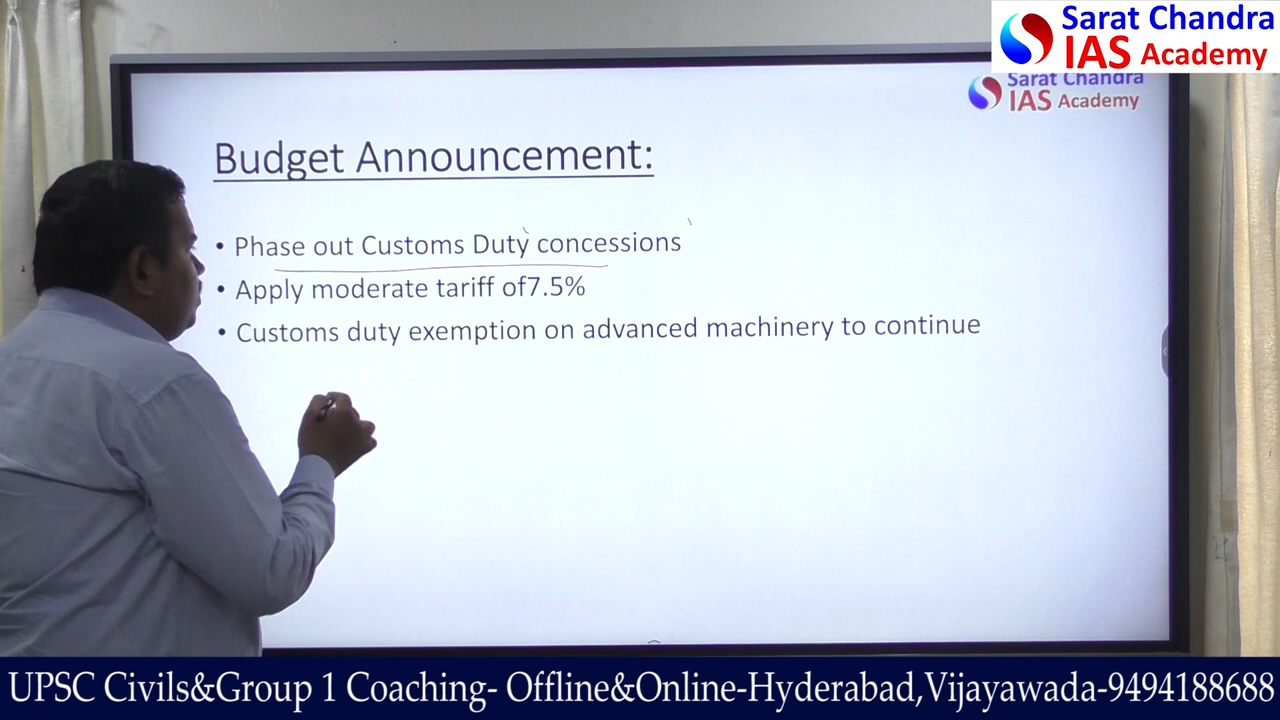 Sarat Chandra
IAS Academy
Sarat Chandra
IAS Academy
Budget Announcement:
• Phase out Customs Duty concessions
• Apply moderate tariff of7.5%
• Customs duty exemption on advanced machinery to continue
UPSC Civils&Group 1 Coaching- Offline&Online-Hyderabad,Vijayawada-9494188688